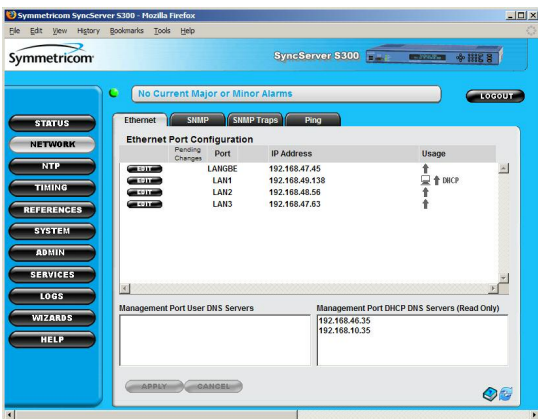 Symmetricom SyncServer S300 - Mozilla Firefox
File Edit View History Bookmarks Tools Help
Symmetricom
SyncServer S300
No Current Major or Minor Alarms
LOGOUT
STATUS
NETWORK
NTP
TIMING
REFERENCES
SYSTEM
ADMIN
SERVICES
LOGS
WIZARDS
HELP
Ethernet SNMP SNMP Traps Ping
Ethernet Port Configuration
Pending Changes Port IP Address Usage
EDIT LANGBE 192.168.47.45
EDIT LAN1 192.168.49.138 DHCP
EDIT LAN2 192.168.48.56
EDIT LAN3 192.168.47.63
Management Port User DNS Servers
Management Port DHCP DNS Servers (Read Only)
192.168.46.35
192.168.10.35
APPLY CANCEL